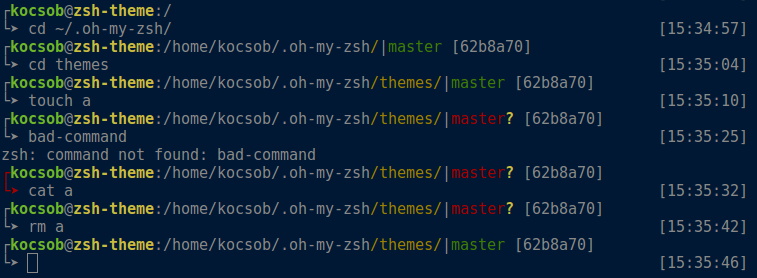 ┌kocsob@zsh-theme:/
└➤ cd ~/.oh-my-zsh/ [15:34:57]
┌kocsob@zsh-theme:/home/kocsob/.oh-my-zsh/|master [62b8a70]
└➤ cd themes [15:35:04]
┌kocsob@zsh-theme:/home/kocsob/.oh-my-zsh/themes/|master [62b8a70]
└➤ touch a [15:35:10]
┌kocsob@zsh-theme:/home/kocsob/.oh-my-zsh/themes/|master? [62b8a70]
└➤ bad-command [15:35:25]
zsh: command not found: bad-command
┌kocsob@zsh-theme:/home/kocsob/.oh-my-zsh/themes/|master? [62b8a70]
└➤ cat a [15:35:32]
┌kocsob@zsh-theme:/home/kocsob/.oh-my-zsh/themes/|master? [62b8a70]
└➤ rm a [15:35:42]
┌kocsob@zsh-theme:/home/kocsob/.oh-my-zsh/themes/|master [62b8a70]
└➤ [15:35:46]